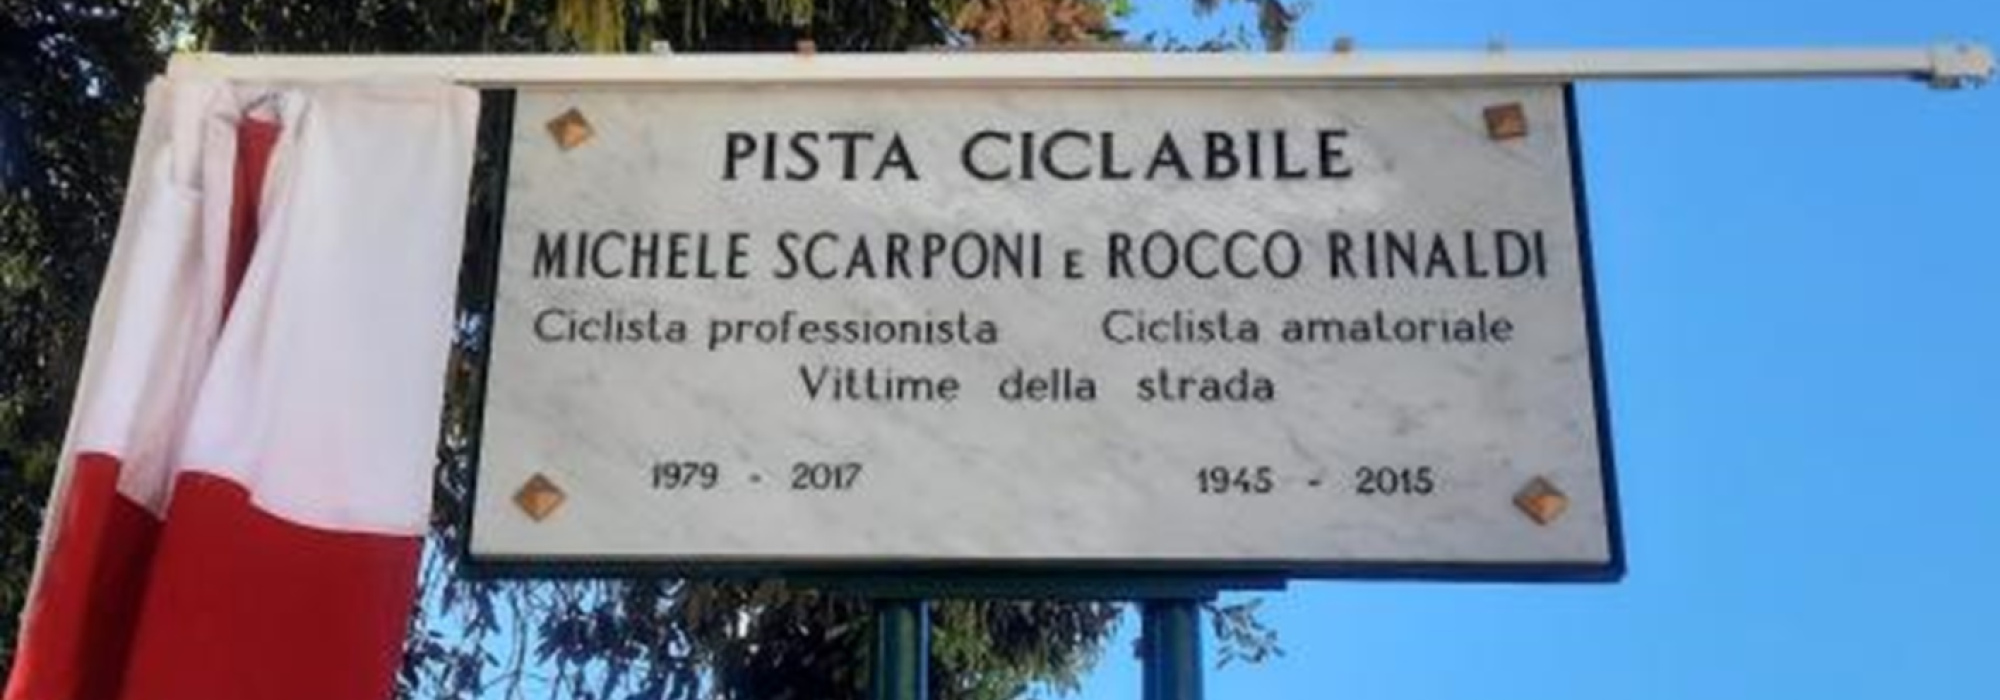 PISTA CICLABILE
MICHELE SCARPONI E ROCCO RINALDI
Ciclista professionista Ciclista amatoriale
Vittime della strada
1979 - 2017 1945 - 2015